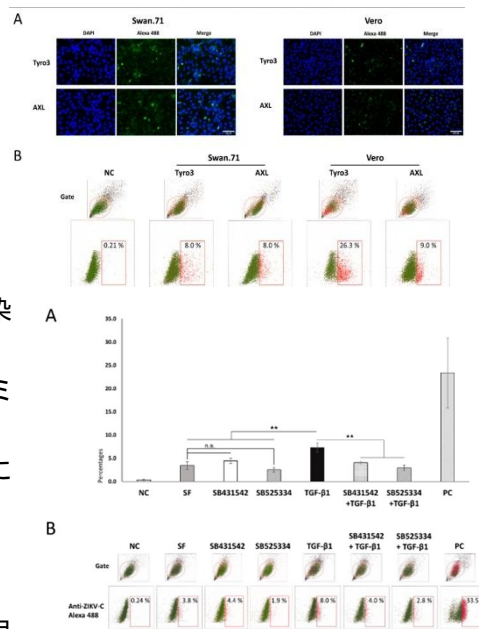 A
Swan.71 Vero
DAPI Alexa 488 Merge DAPI Alexa 488 Merge
Tyro3 Tyro3
AXL AXL
B
Swan.71 Vero
NC Tyro3 AXL Tyro3 AXL
Gate
0.21 % 8.0 % 8.0 % 26.3 % 9.0 %
染
ミ
に
A
35.0
30.0
25.0
20.0
15.0
10.0
5.0
0.0
Percentages
** **
n.s.
NC SF SB431542 SB525334 TGF-β1 SB431542 SB525334 PC
+TGF-β1 +TGF-β1
B
SB431542 SB525334
NC SF SB431542 SB525334 TGF-β1 + TGF-β1 + TGF-β1 PC
Gate
Anti-ZIKV-C
Alexa 488
0.24 % 3.8 % 4.4 % 1.9 % 8.0 % 4.0 % 2.8 % 33.5